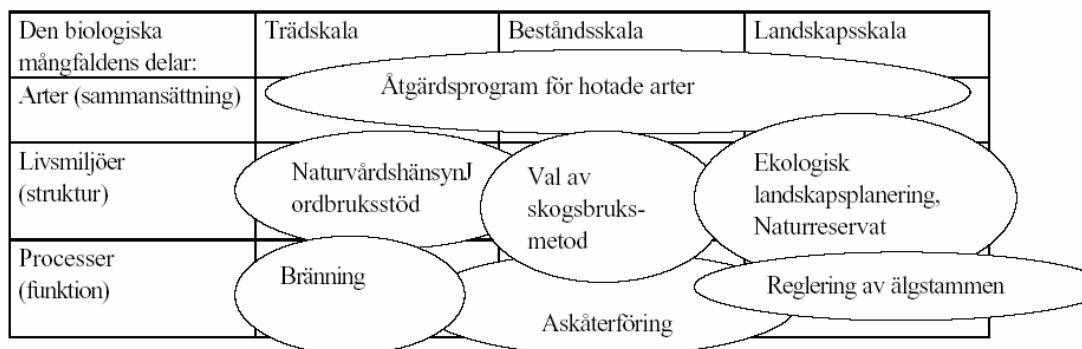 Den biologiska
mångfaldens delar:
Trädskala
Beståndsskala
Landskapsskala
Arter (sammansättning)
Åtgärdsprogram för hotade arter
Livsmiljöer
(struktur)
NaturvårdshänsynJ
ordbruksstöd
Val av
skogsbruks-
metod
Ekologisk
landskapsplanering,
Naturreservat
Processer
(funktion)
Bränning
Askåterföring
Reglering av älgstammen